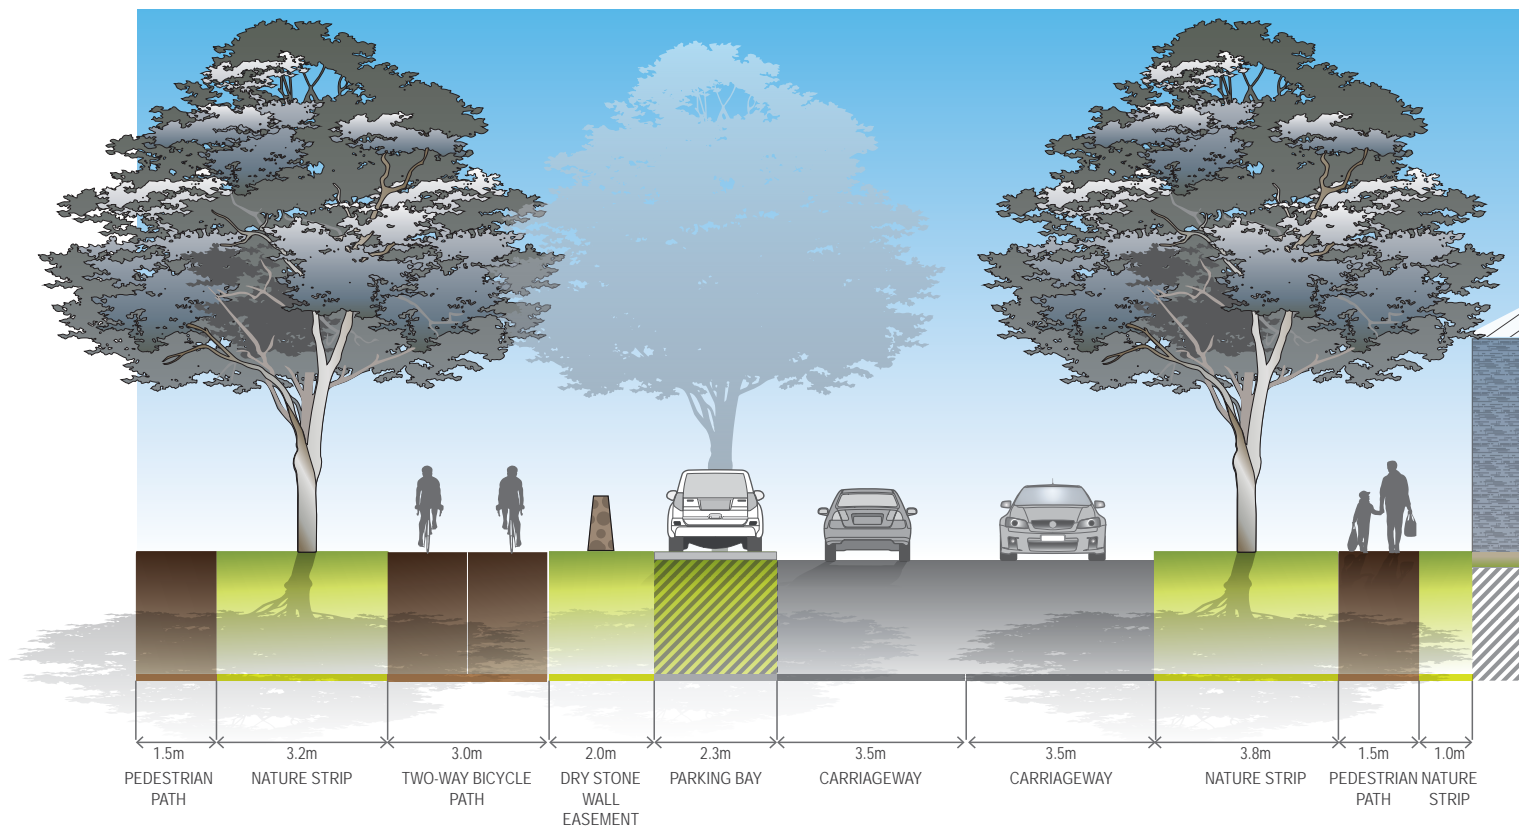 1.5m
PEDESTRIAN
PATH
3.2m
NATURE STRIP
3.0m
TWO-WAY BICYCLE
PATH
2.0m
DRY STONE
WALL
EASEMENT
2.3m
PARKING BAY
3.5m
CARRIAGEWAY
3.5m
CARRIAGEWAY
3.8m
NATURE STRIP
1.5m
PEDESTRIAN
PATH
1.0m
NATURE
STRIP